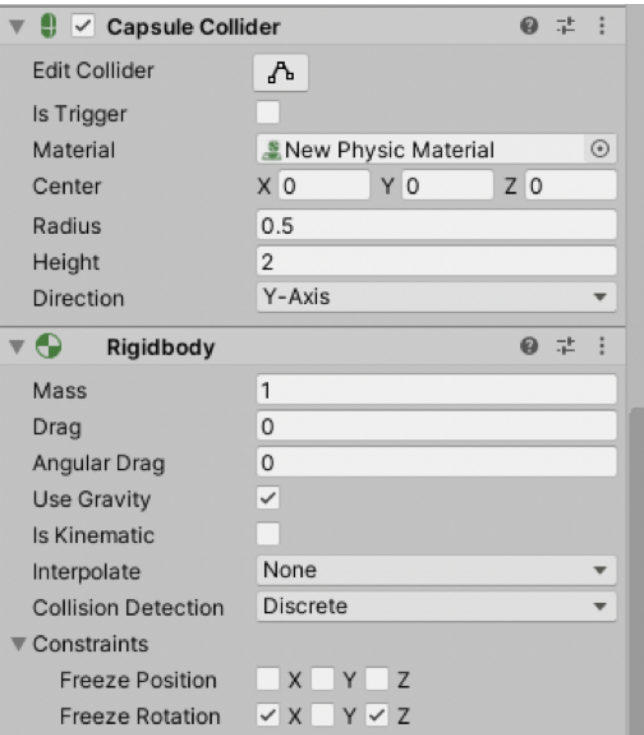 Capsule Collider
Edit Collider
Is Trigger
Material New Physic Material
Center X 0 Y 0 Z 0
Radius 0.5
Height 2
Direction Y-Axis
Rigidbody
Mass 1
Drag 0
Angular Drag 0
Use Gravity
Is Kinematic
Interpolate None
Collision Detection Discrete
Constraints
Freeze Position X Y Z
Freeze Rotation X Y Z